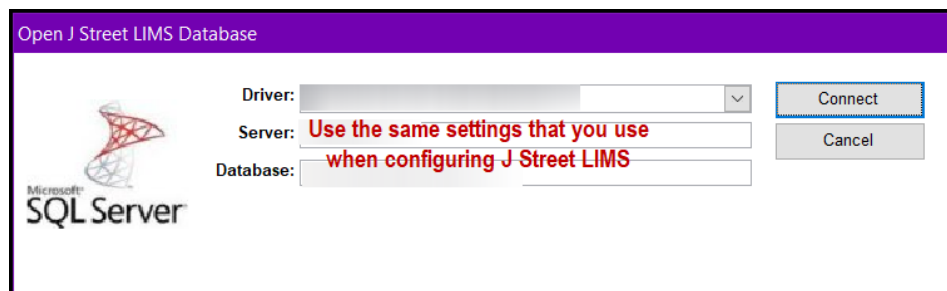 Open J Street LIMS Database
Driver:
Connect
Server:
Use the same settings that you use
Cancel
when configuring J Street LIMS
Database:
Microsoft®
SQL Server